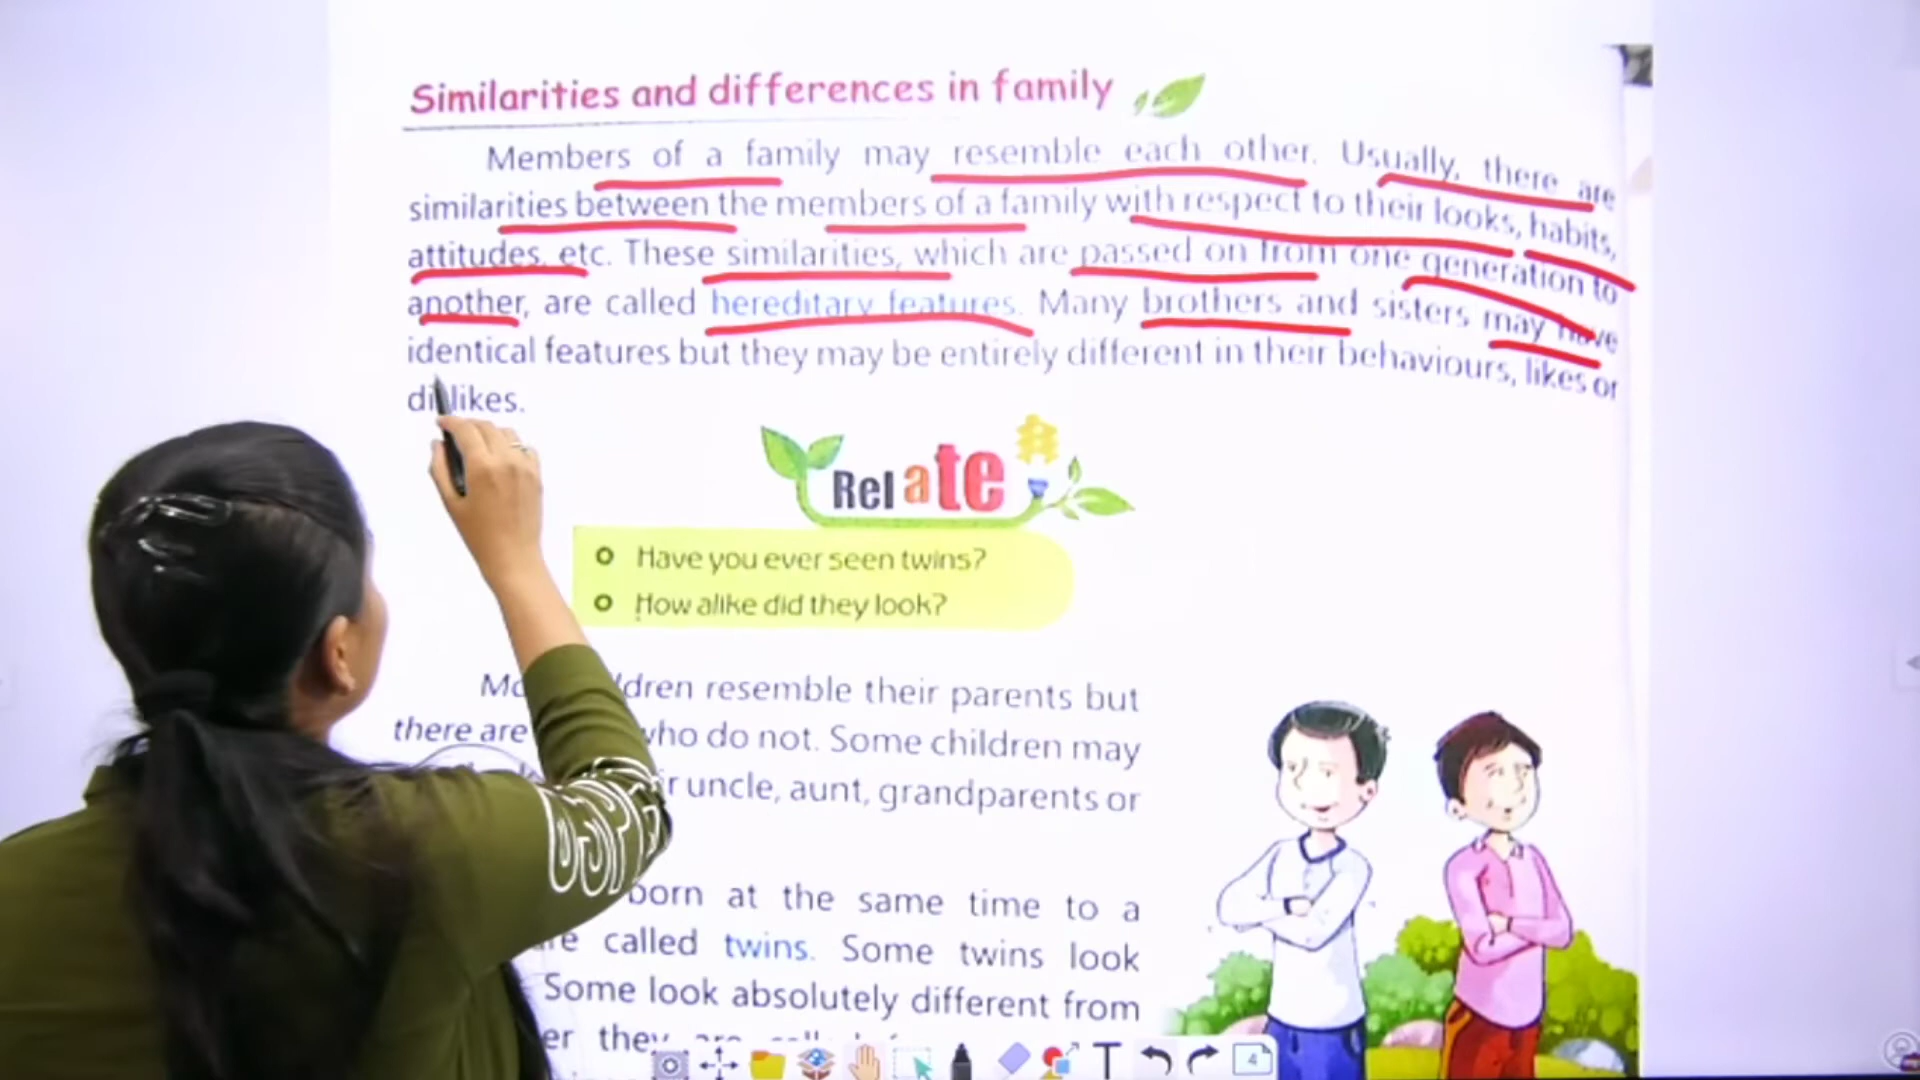 Similarities and differences in family
Members of a family may resemble each other. Usually, there are
similarities between the members of a family with respect to their looks, habits,
attitudes, etc. These similarities, which are passed on from one generation to
another, are called hereditary features. Many brothers and sisters may have
identical features but they may be entirely different in their behaviours, likes or
dislikes.
Relate
Have you ever seen twins?
How alike did they look?
resemble their parents but
there are who do not. Some children may
uncle, aunt, grandparents or
born at the same time to a
called twins. Some twins look
Some look absolutely different from
they
T 4